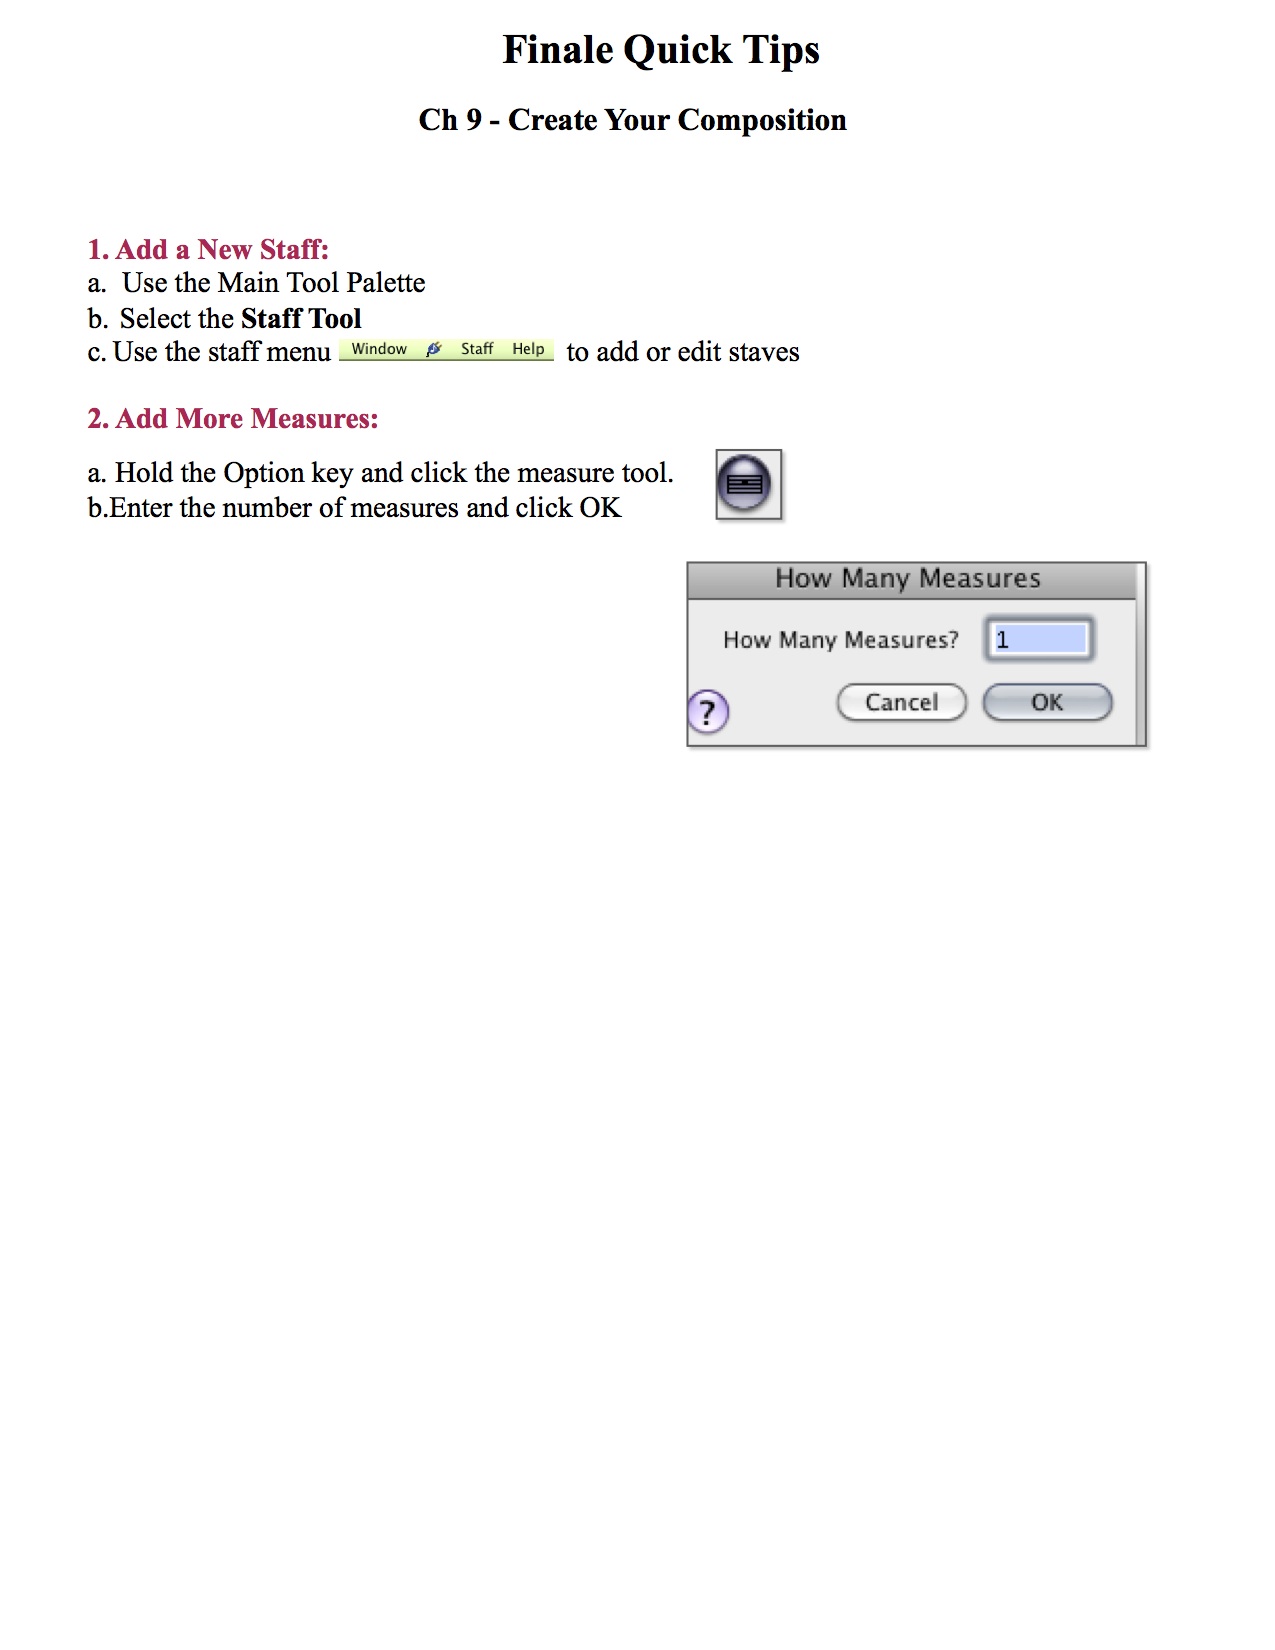 Finale Quick Tips
Ch 9 - Create Your Composition
1. Add a New Staff:
a. Use the Main Tool Palette
b. Select the Staff Tool
c. Use the staff menu Window Staff Help to add or edit staves
2. Add More Measures:
a. Hold the Option key and click the measure tool.
b.Enter the number of measures and click OK
How Many Measures
How Many Measures? 1
? Cancel OK